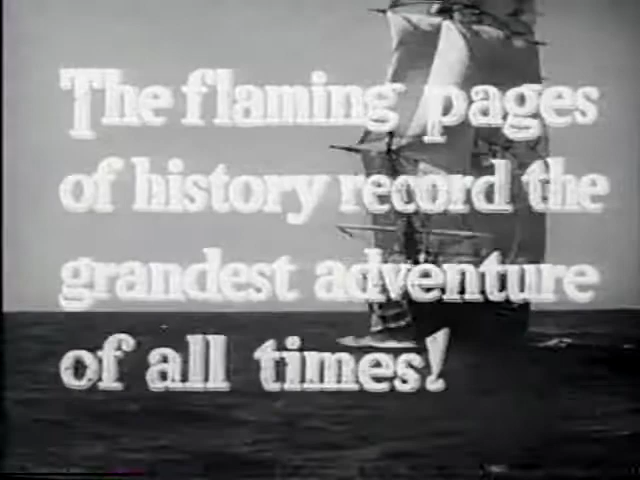 The flaming pages
of history record the
grandest adventure
of all times!